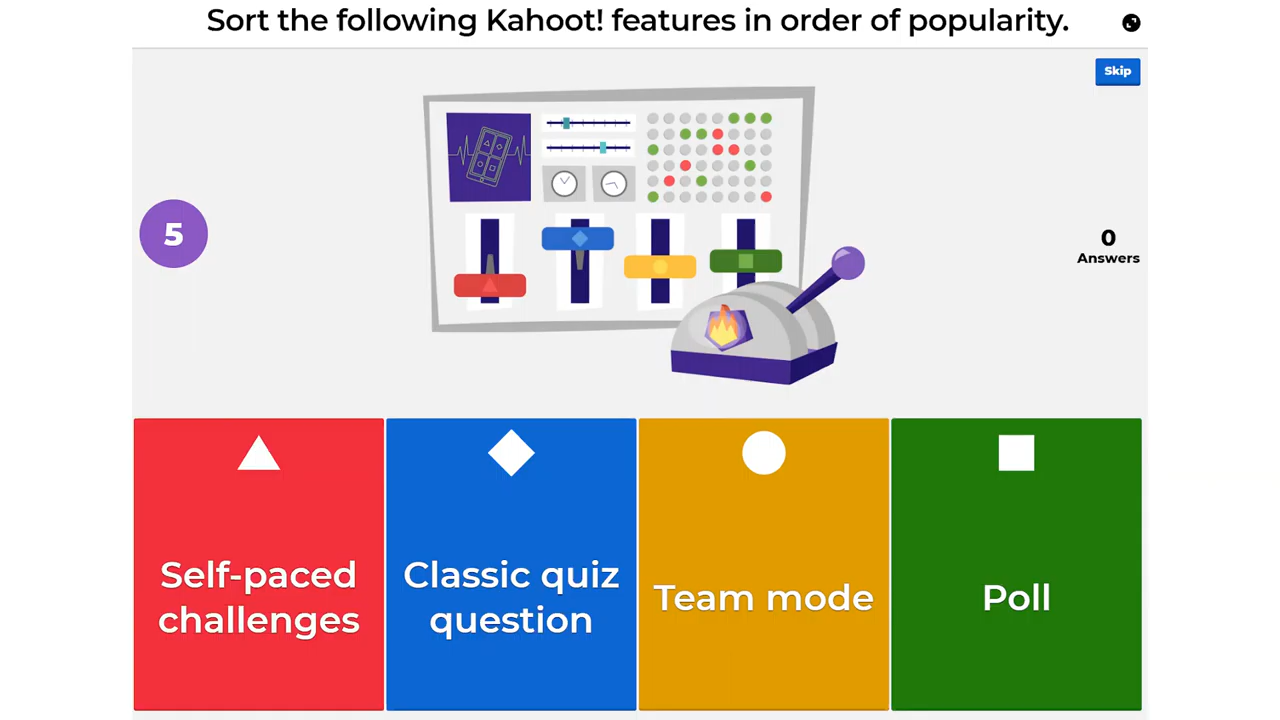 Sort the following Kahoot! features in order of popularity.
Skip
5
0
Answers
Self-paced
challenges
Classic quiz
question
Team mode
Poll